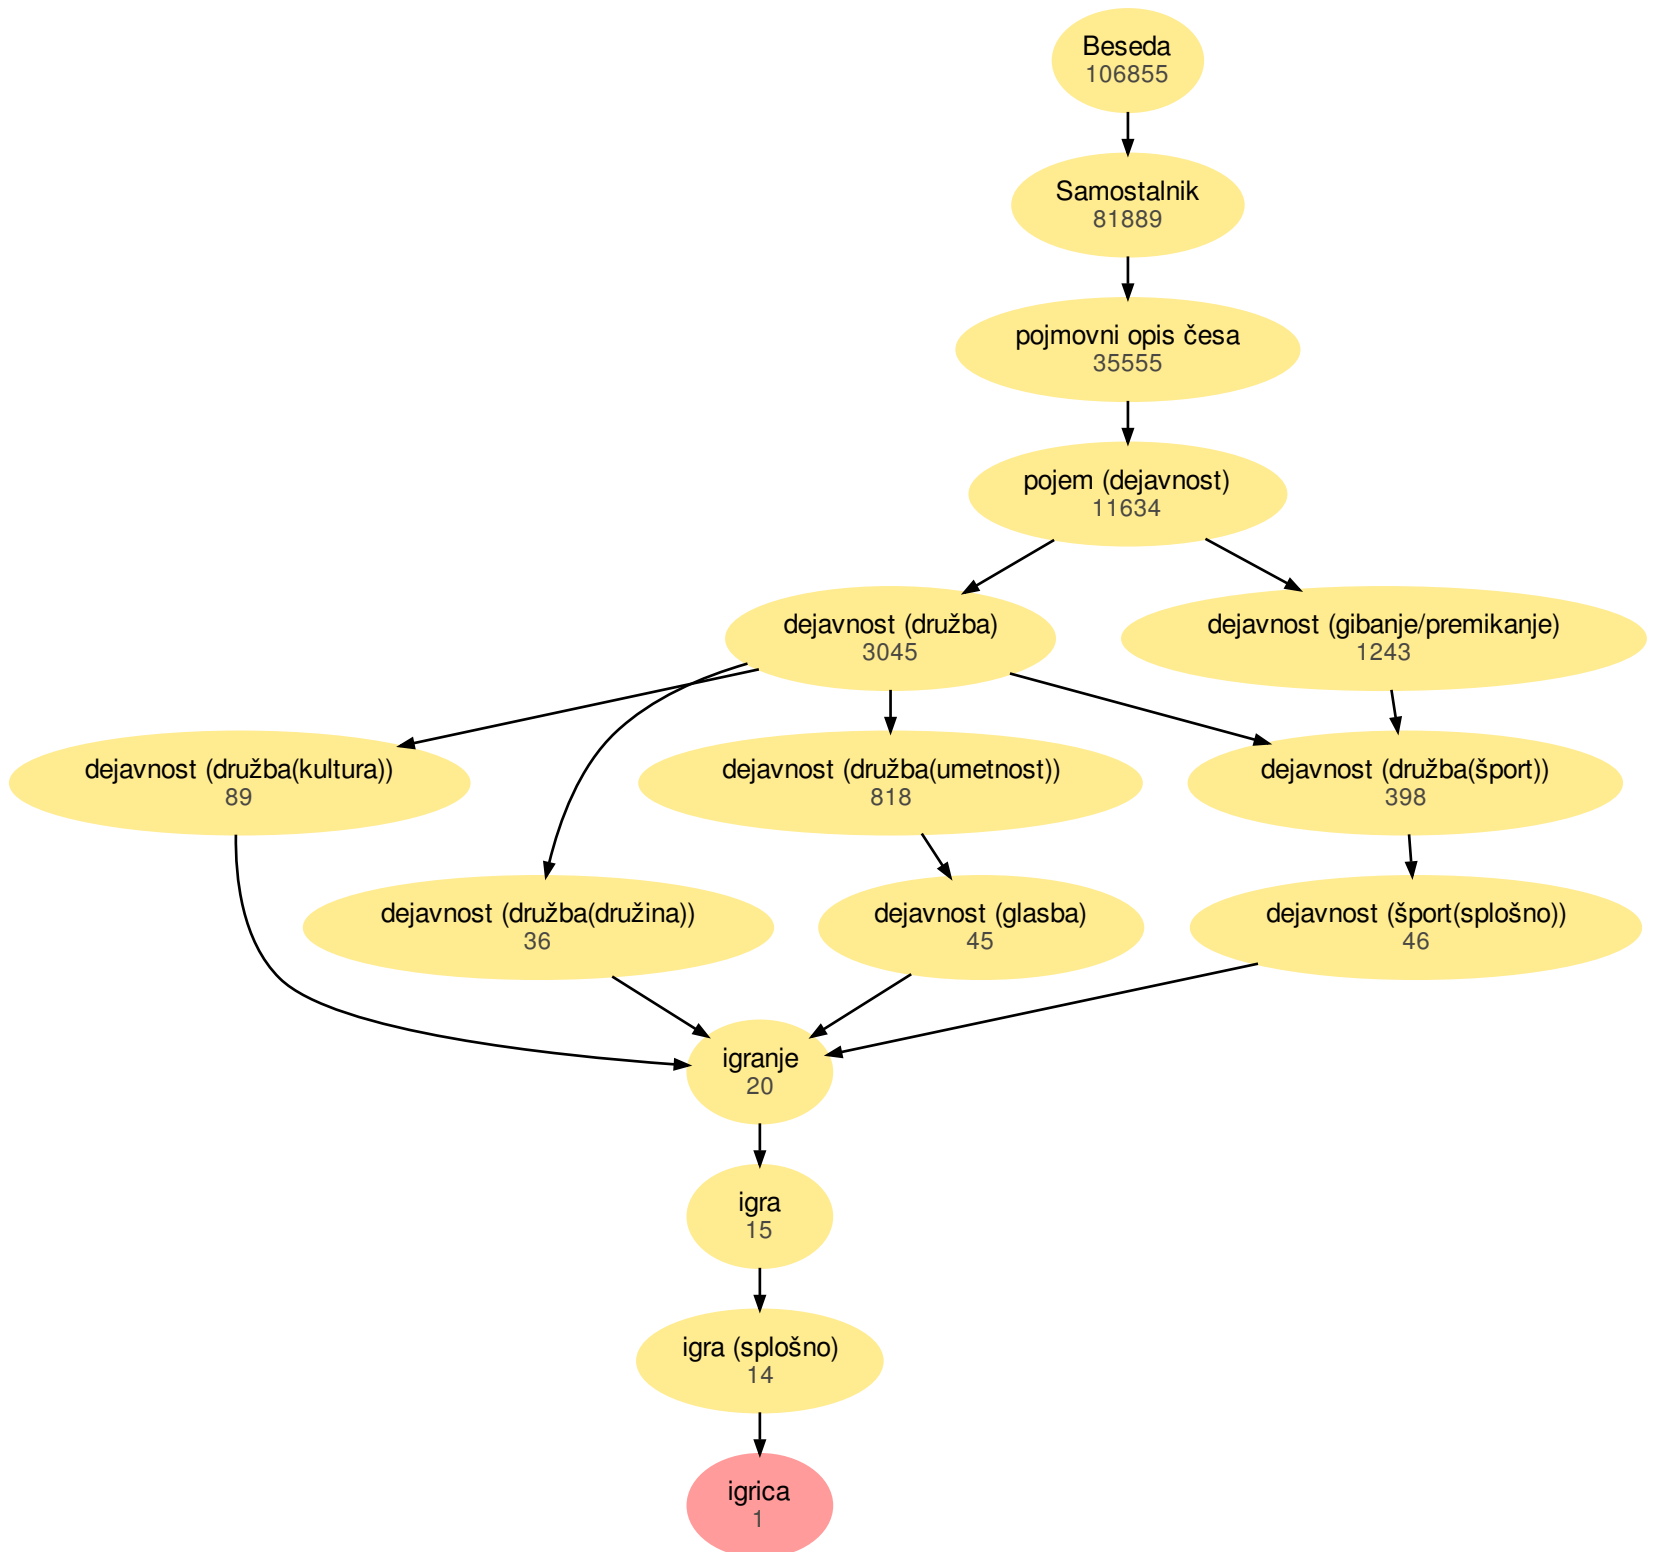 Beseda
106855
Samostalnik
81889
pojmovni opis česa
35555
pojem (dejavnost)
11634
dejavnost (družba)
3045
dejavnost (gibanje/premikanje)
1243
dejavnost (družba(kultura))
89
dejavnost (družba(umetnost))
818
dejavnost (družba(šport))
398
dejavnost (družba(družina))
36
dejavnost (glasba)
45
dejavnost (šport(splošno))
46
igranje
20
igra
15
igra (splošno)
14
igrica
1